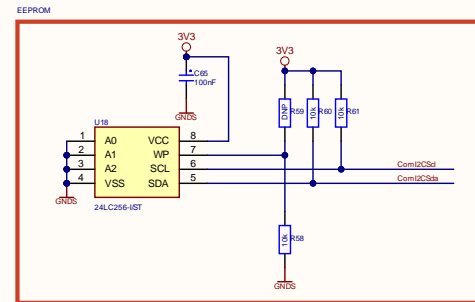 EEPROM
3V3
3V3
C65
100nF
DNP
R59
10k
R60
10k
R61
GNDS
U18
1 A0 VCC 8
2 A1 WP 7
3 A2 SCL 6
4 VSS SDA 5
ComI2CScl
ComI2CSda
GNDS
24LC256-I/ST
10k
R58
GNDS